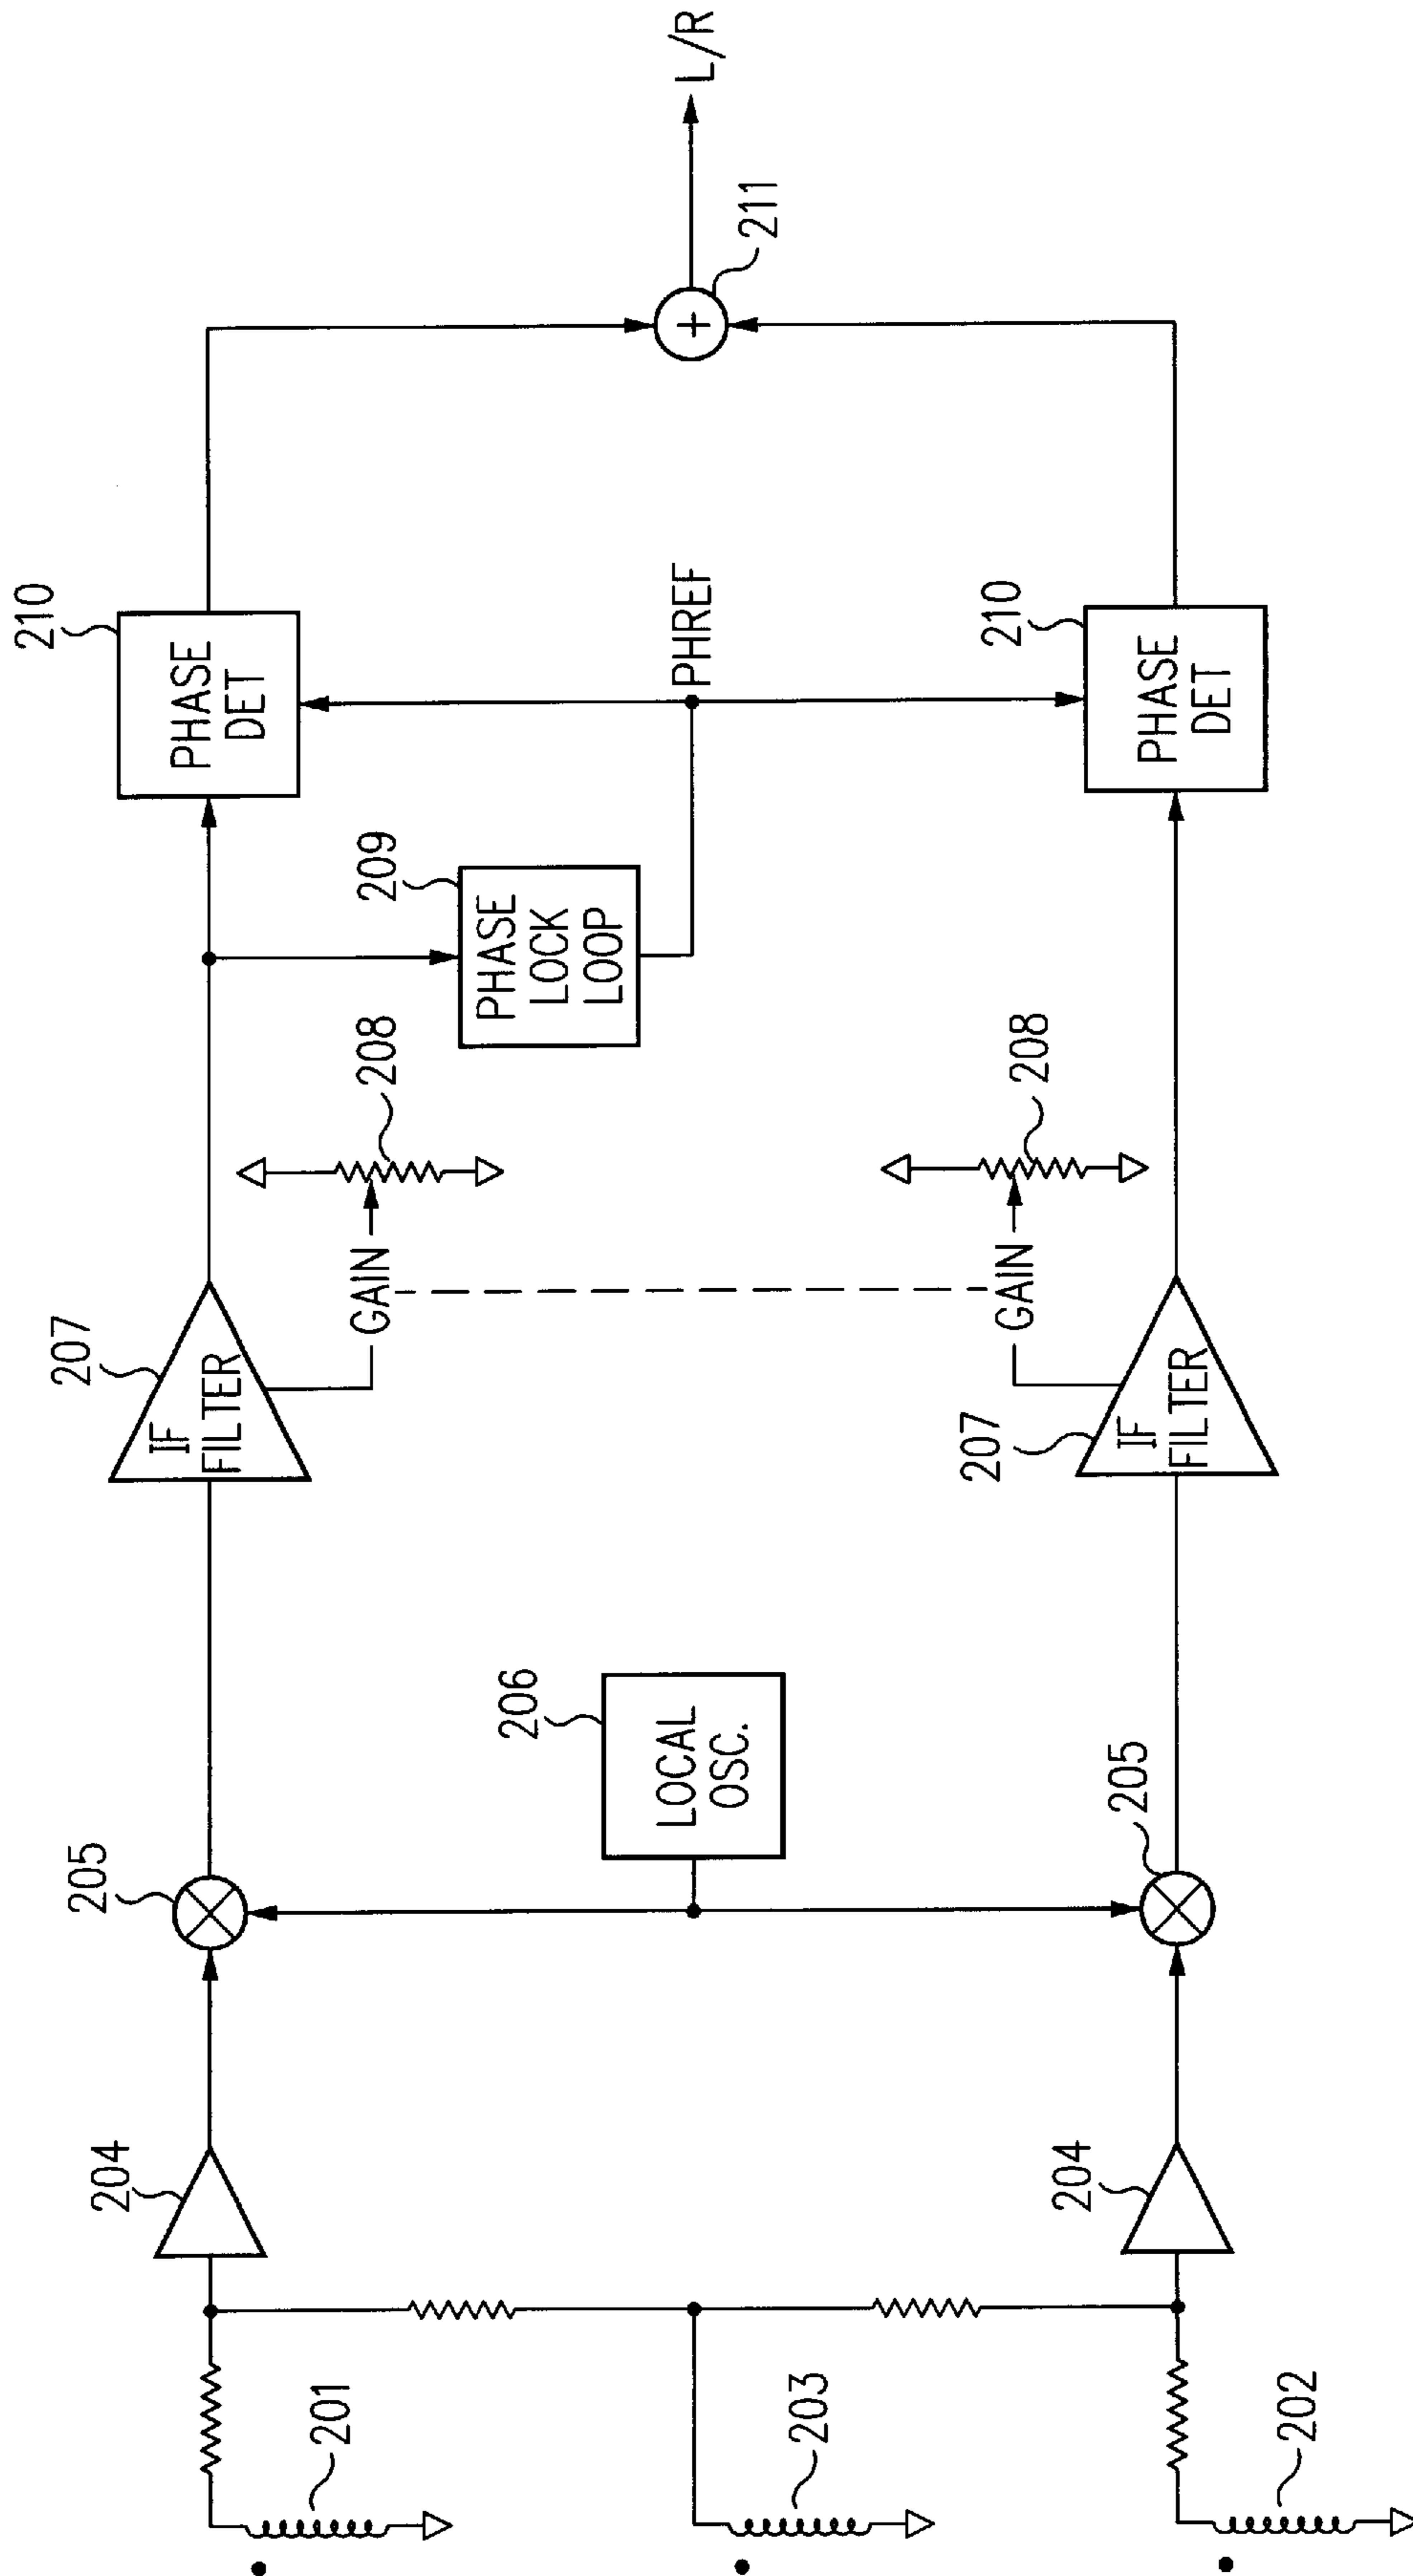 201
203
202
204
204
205
205
206
LOCAL
OSC.
207
IF
FILTER
207
IF
FILTER
GAIN
GAIN
208
208
209
PHASE
LOCK
LOOP
PHREF
210
PHASE
DET
210
PHASE
DET
+
211
L/R